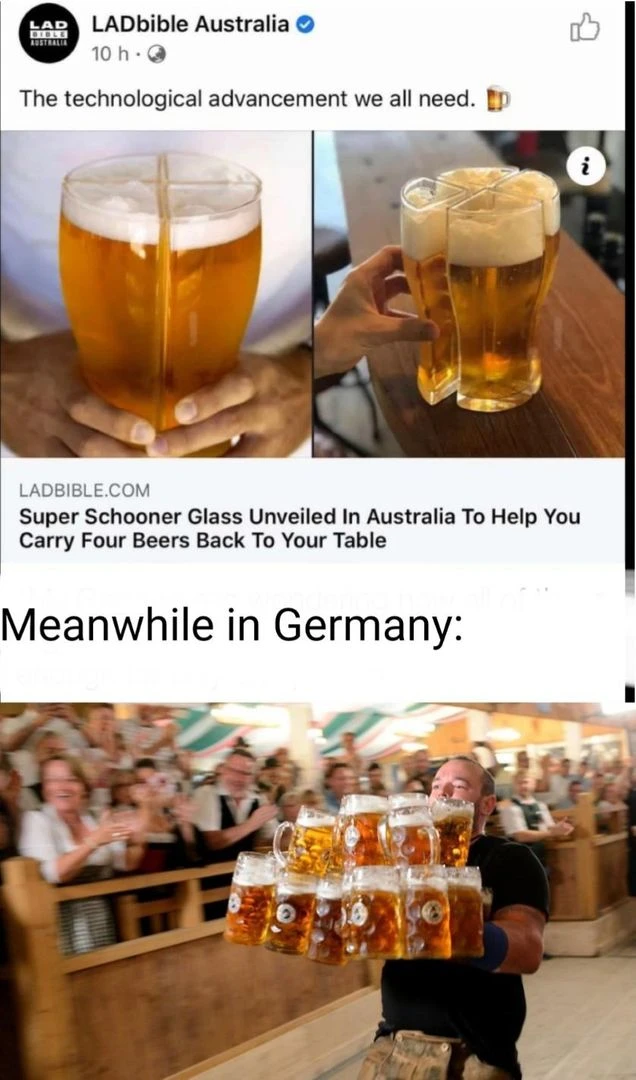 LAD
BIBLE
AUSTRALIA
LADbible Australia
10 h ·
The technological advancement we all need. 🍺
i
LADBIBLE.COM
Super Schooner Glass Unveiled In Australia To Help You
Carry Four Beers Back To Your Table
Meanwhile in Germany: